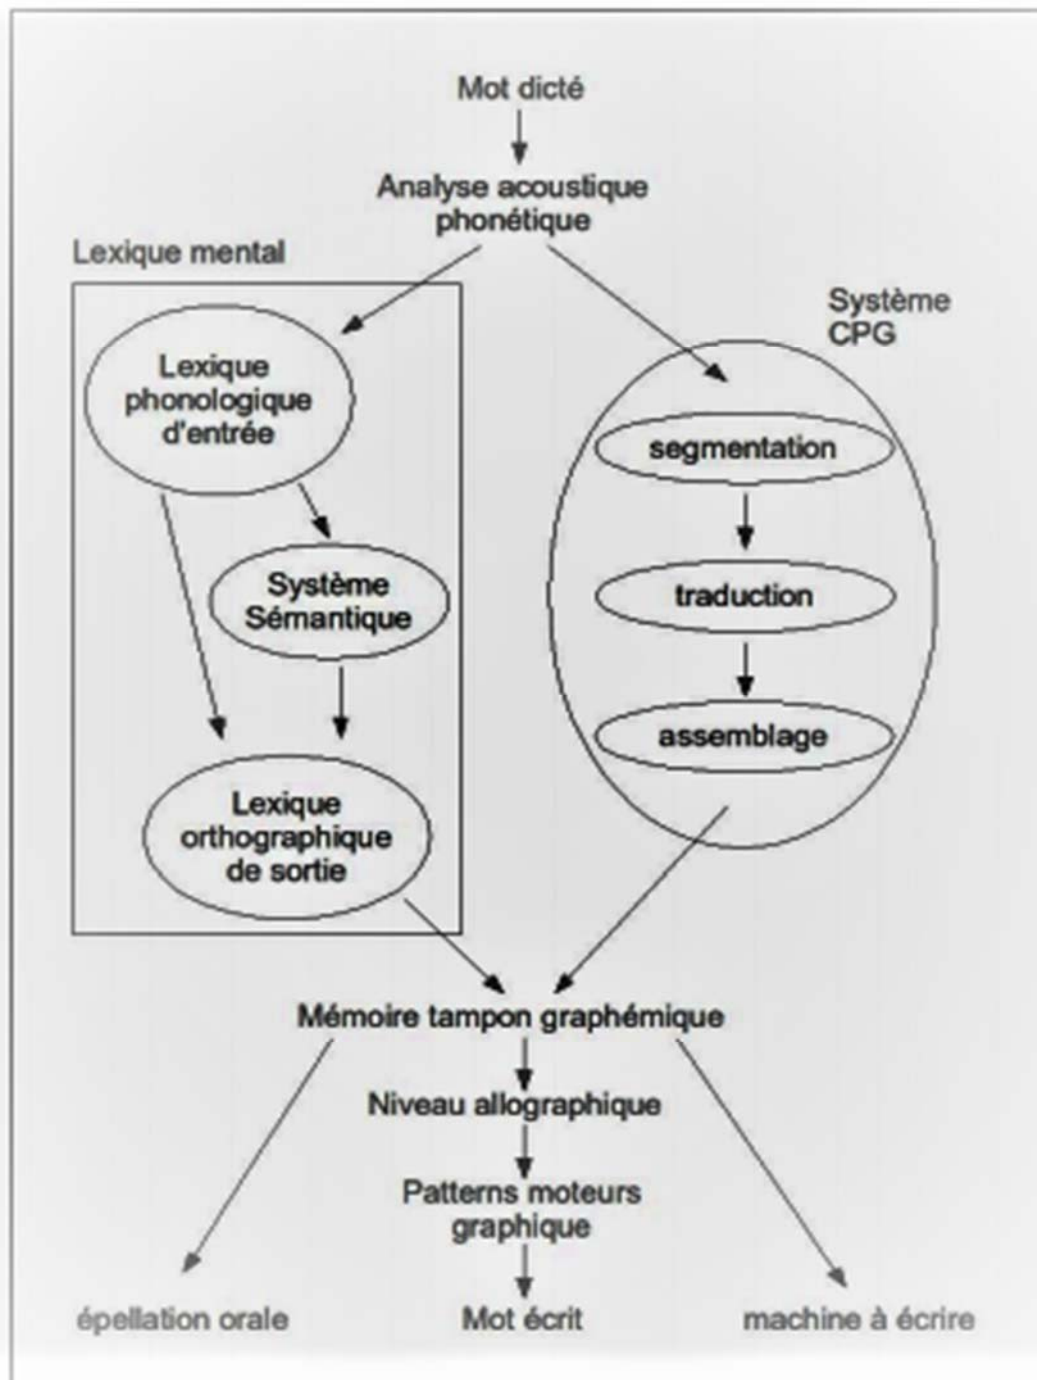 Mot dicté
Analyse acoustique
phonétique
Lexique mental
Système
CPG
Lexique
phonologique
d'entrée
segmentation
Système
Sémantique
traduction
assemblage
Lexique
orthographique
de sortie
Mémoire tampon graphémique
Niveau allographique
Patterns moteurs
graphique
épellation orale
Mot écrit
machine à écrire